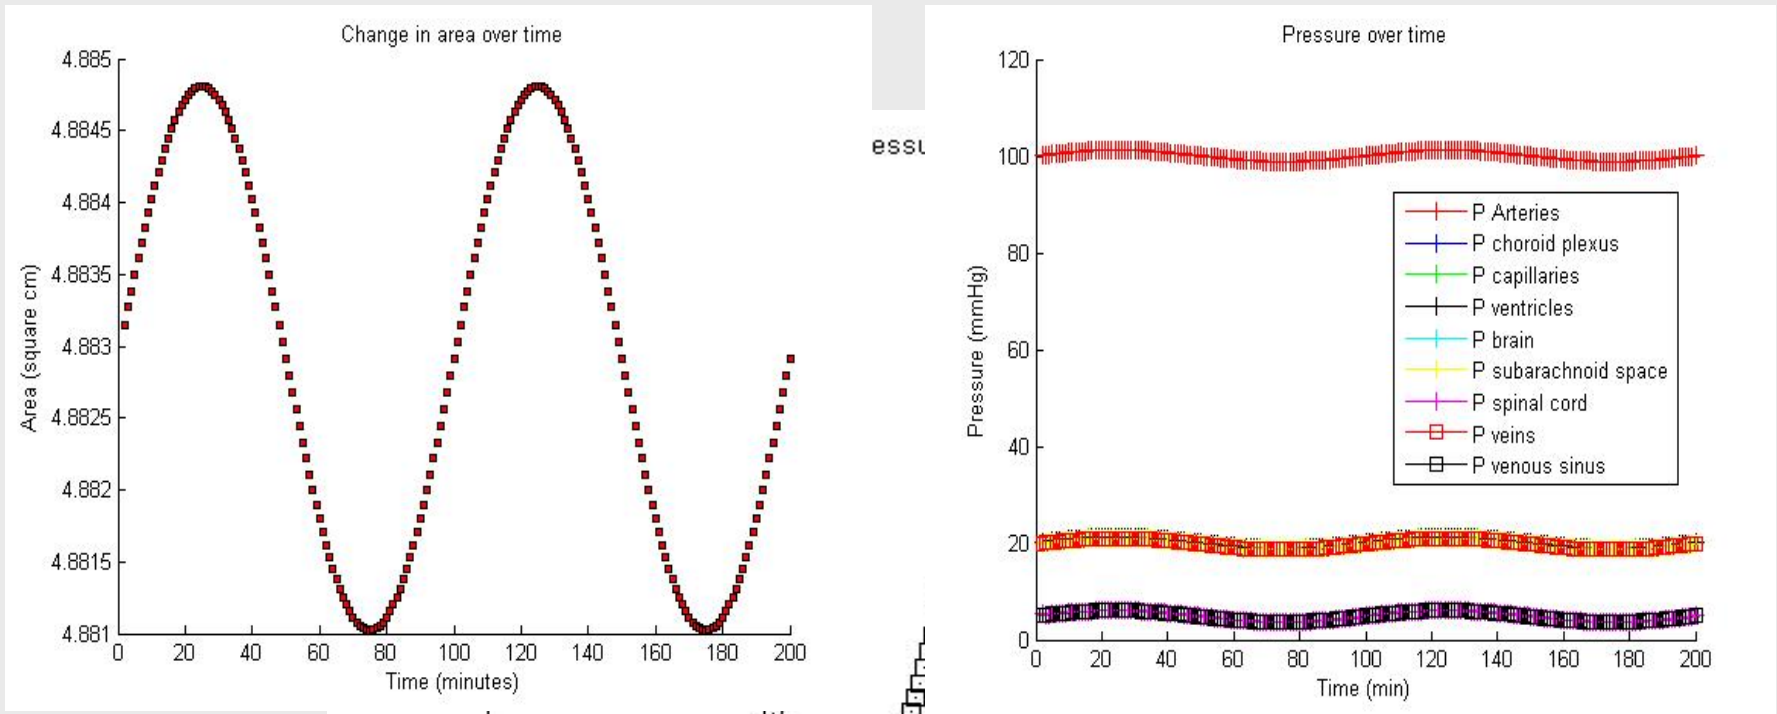 Change in area over time
4.885
4.8845
4.884
4.8835
4.883
4.8825
4.882
4.8815
4.881
Area (square cm)
0 20 40 60 80 100 120 140 160 180 200
Time (minutes)
essu
Pressure over time
120
100
80
60
40
20
0
Pressure (mmHg)
P Arteries
P choroid plexus
P capillaries
P ventricles
P brain
P subarachnoid space
P spinal cord
P veins
P venous sinus
0 20 40 60 80 100 120 140 160 180 200
Time (min)